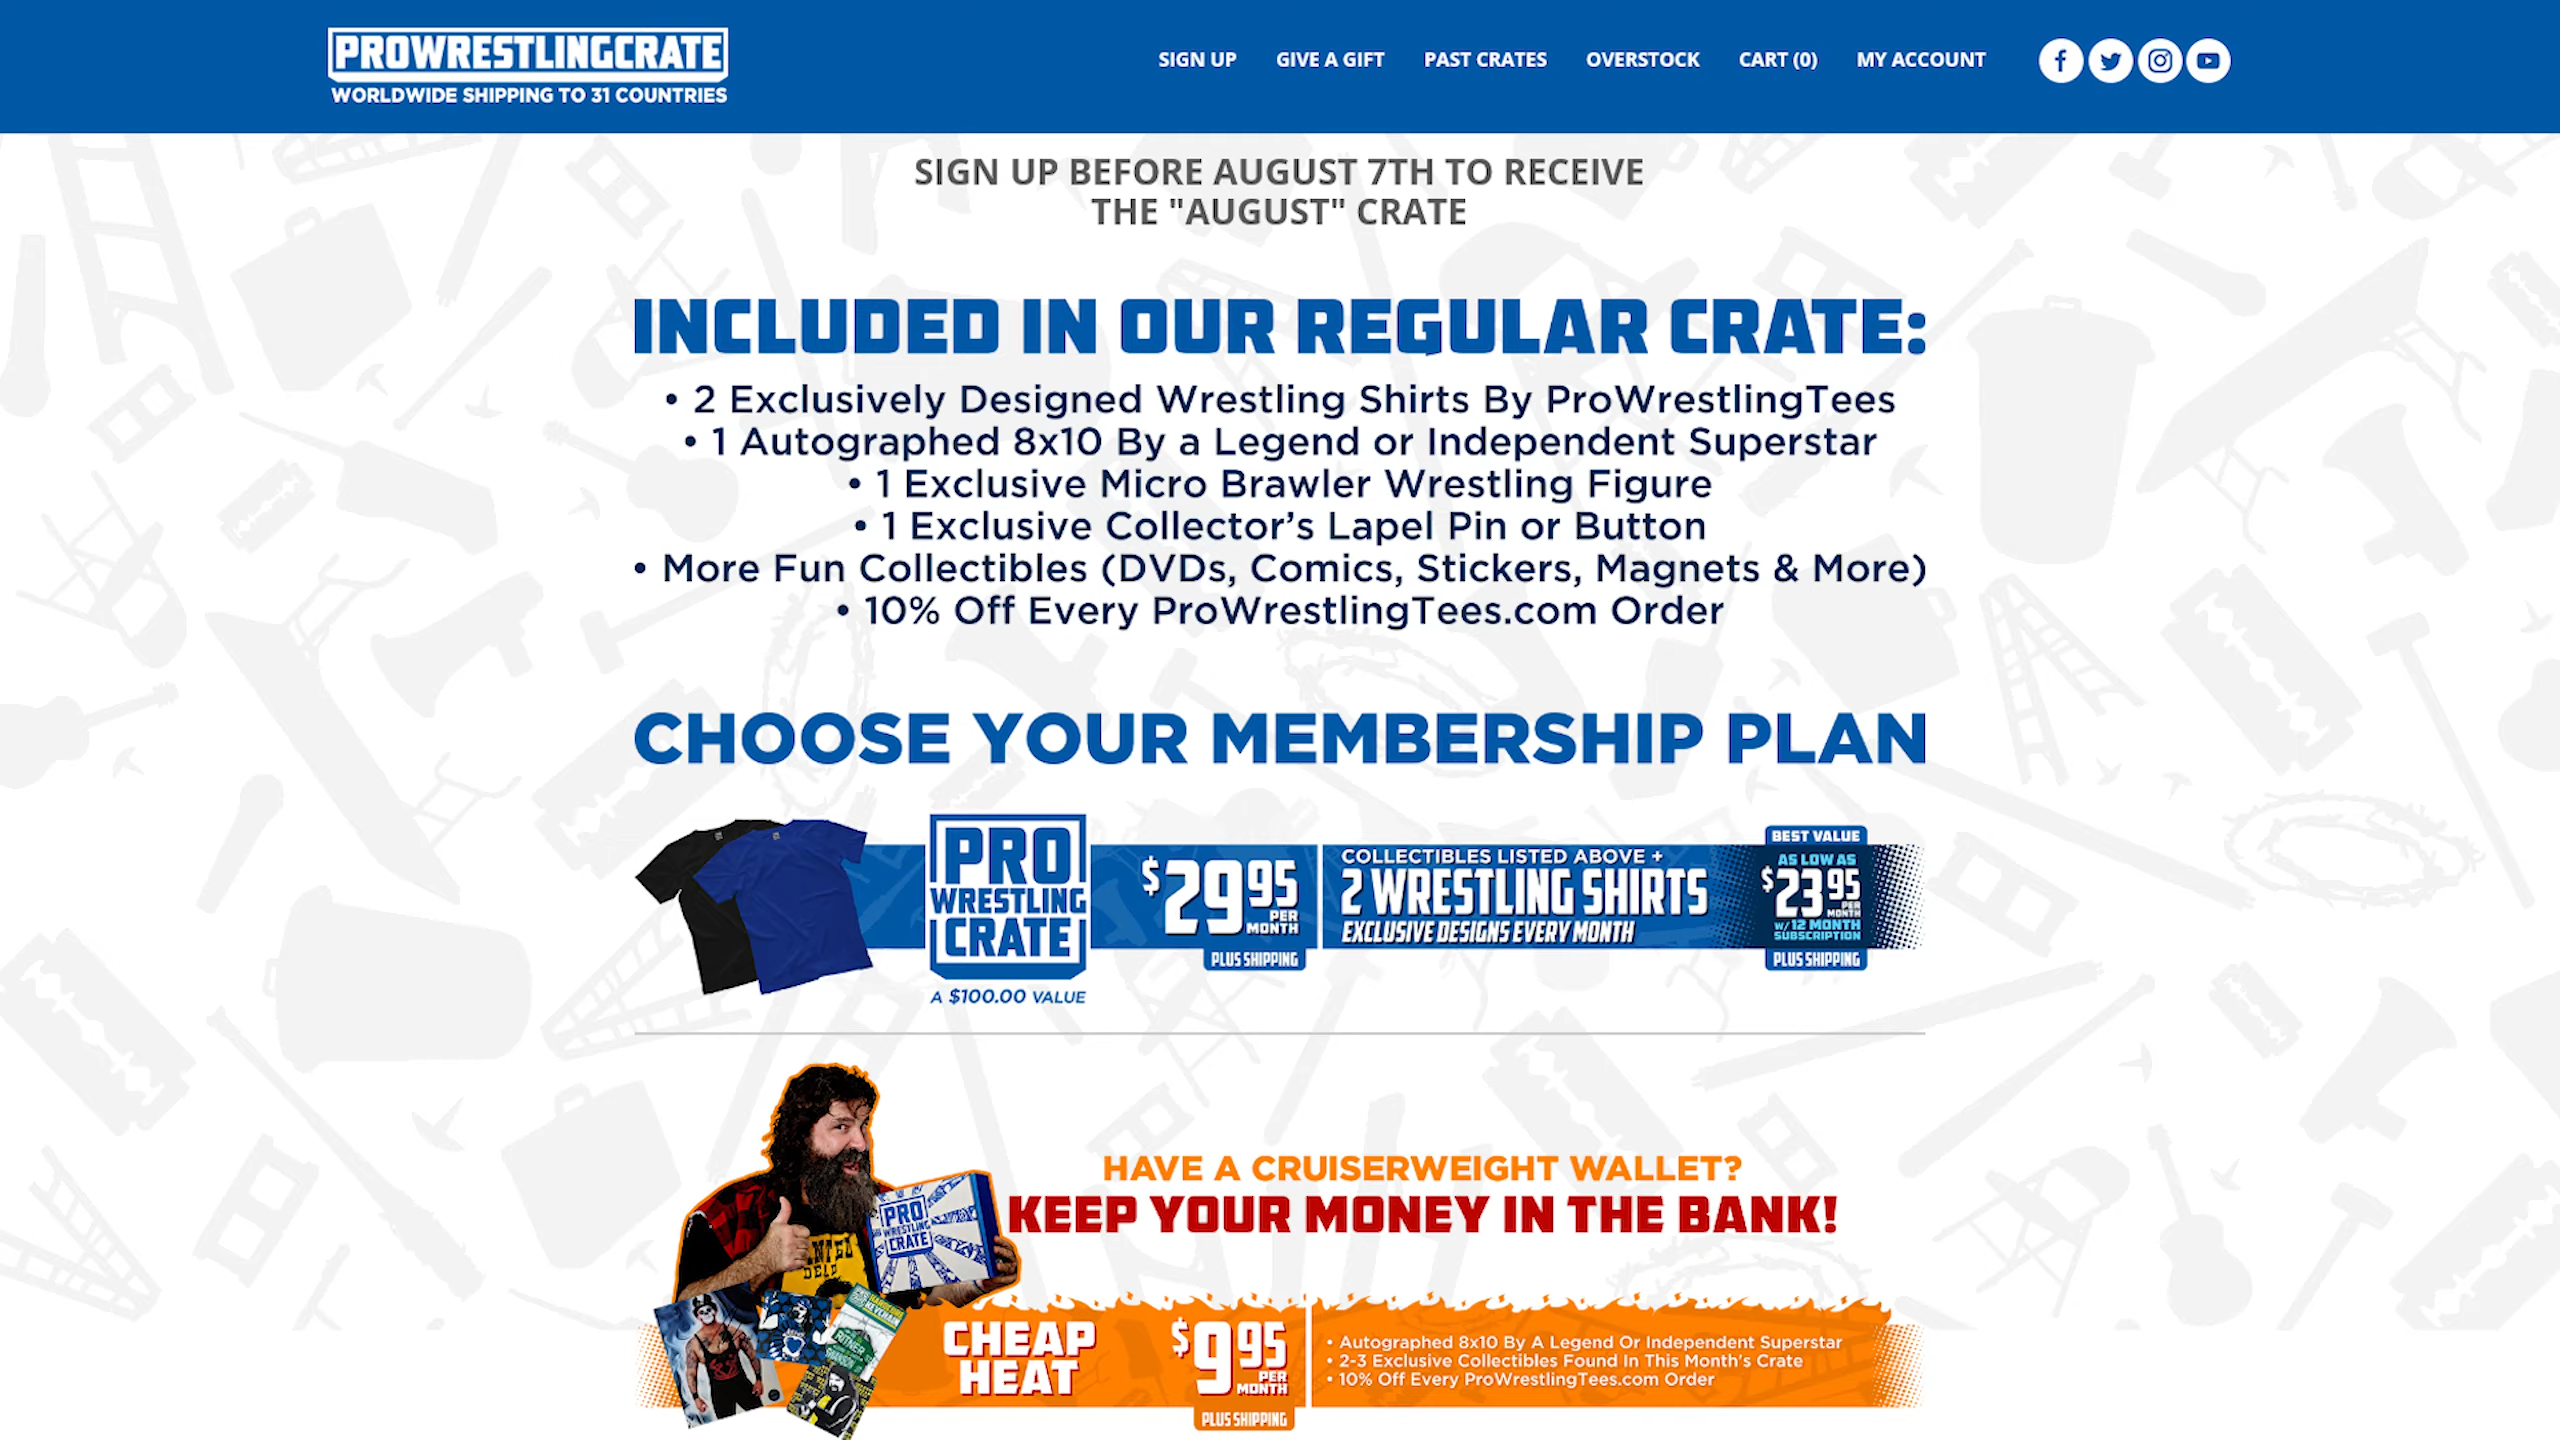 PROWRESTLINGCRATE
WORLDWIDE SHIPPING TO 31 COUNTRIES
SIGN UP
GIVE A GIFT
PAST CRATES
OVERSTOCK
CART (0)
MY ACCOUNT
SIGN UP BEFORE AUGUST 7TH TO RECEIVE
THE "AUGUST" CRATE
INCLUDED IN OUR REGULAR CRATE:
• 2 Exclusively Designed Wrestling Shirts By ProWrestlingTees
• 1 Autographed 8x10 By a Legend or Independent Superstar
• 1 Exclusive Micro Brawler Wrestling Figure
• 1 Exclusive Collector's Lapel Pin or Button
• More Fun Collectibles (DVDs, Comics, Stickers, Magnets & More)
• 10% Off Every ProWrestlingTees.com Order
CHOOSE YOUR MEMBERSHIP PLAN
PRO
WRESTLING
CRATE
A $100.00 VALUE
$29.95
PER
MONTH
PLUS SHIPPING
COLLECTIBLES LISTED ABOVE +
2 WRESTLING SHIRTS
EXCLUSIVE DESIGNS EVERY MONTH
BEST VALUE
AS LOW AS
$23.95
PER
MONTH
W/ 12 MONTH
SUBSCRIPTION
PLUS SHIPPING
HAVE A CRUISERWEIGHT WALLET?
KEEP YOUR MONEY IN THE BANK!
PRO
WRESTLING
CRATE
CHEAP
HEAT
$9.95
PER
MONTH
PLUS SHIPPING
• Autographed 8x10 By A Legend Or Independent Superstar
• 2-3 Exclusive Collectibles Found In This Month's Crate
• 10% Off Every ProWrestlingTees.com Order